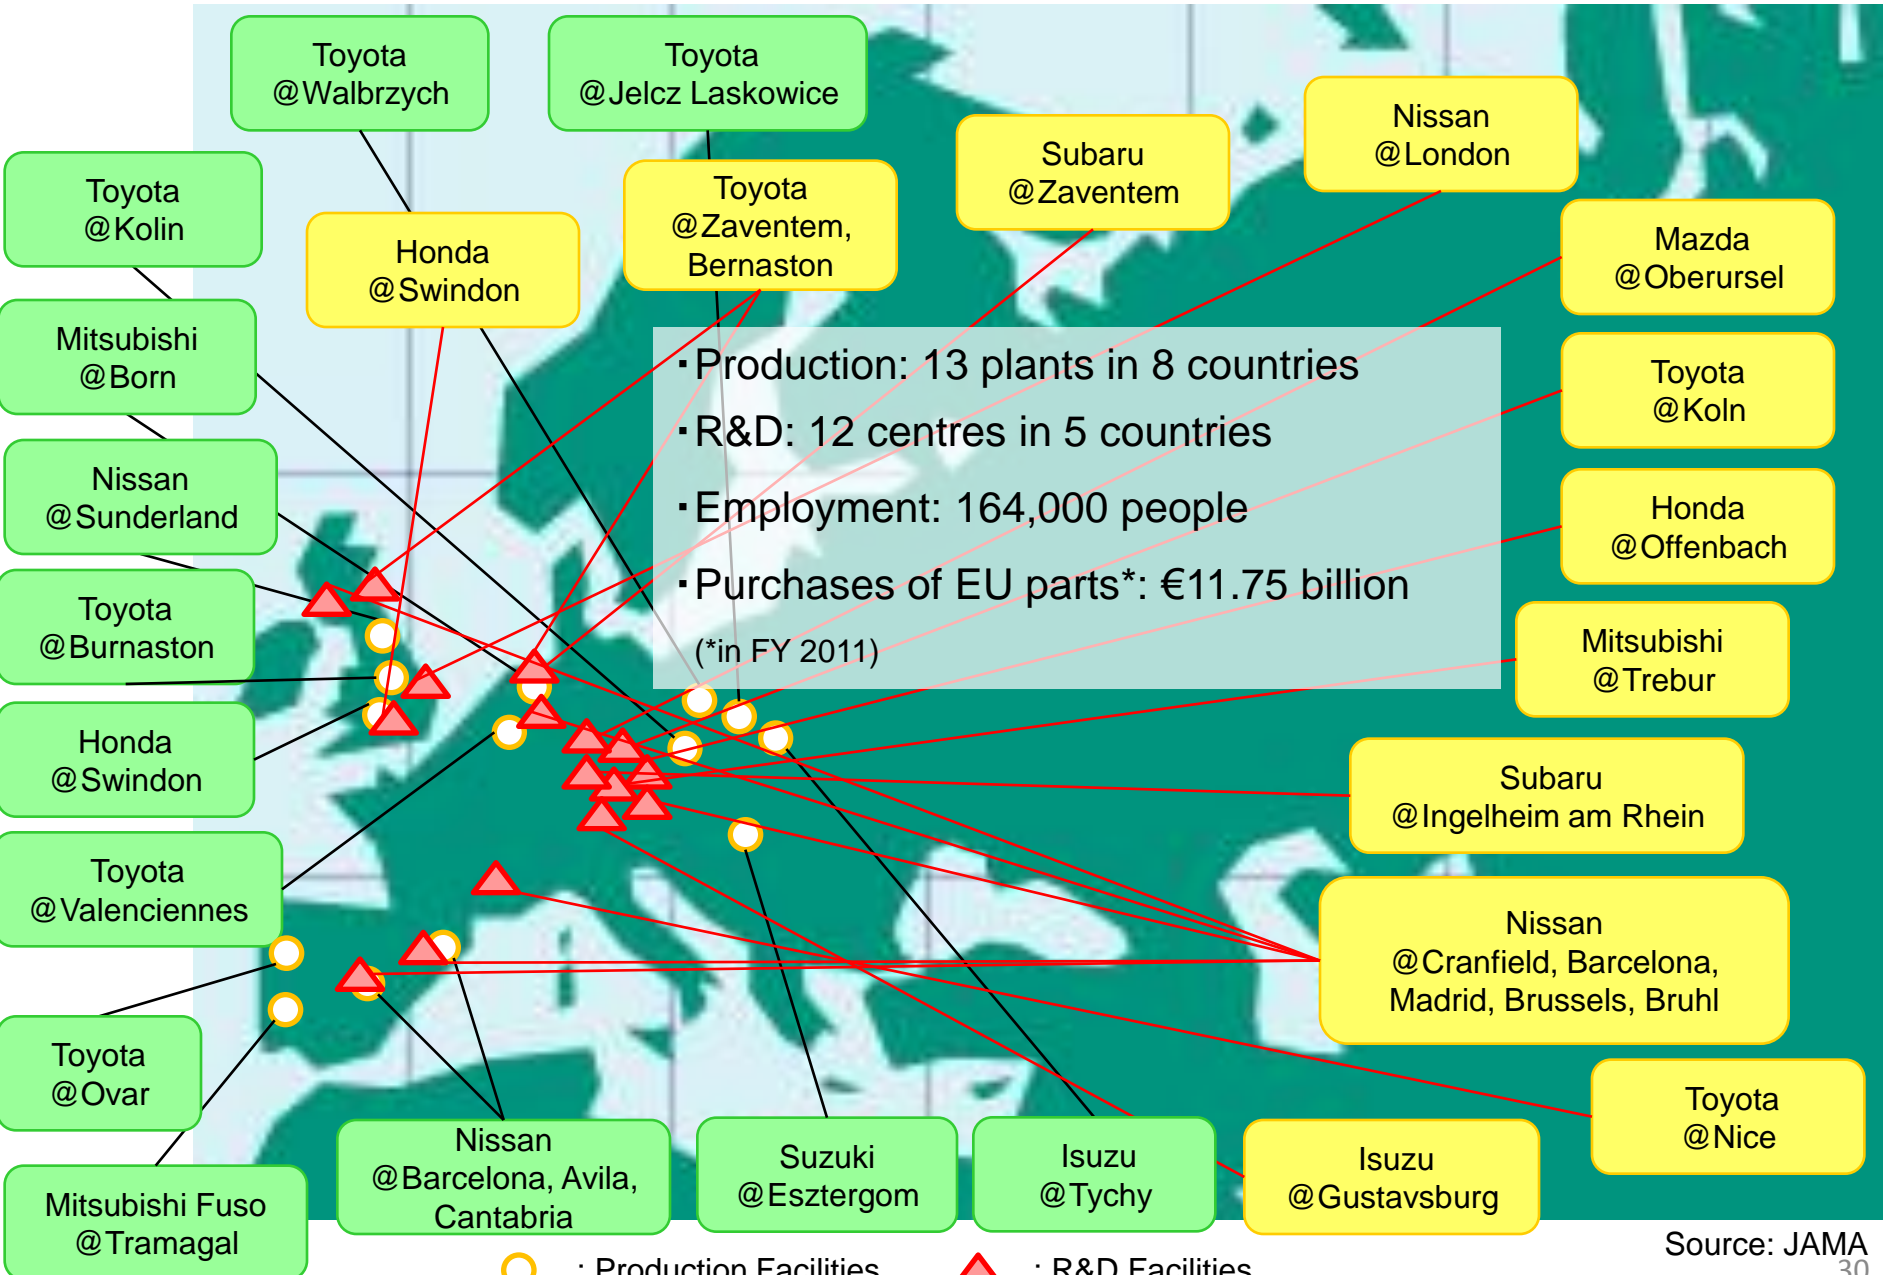 Toyota
@Walbrzych
Toyota
@Jelcz Laskowice
Nissan
@London
Subaru
@Zaventem
Toyota
@Kolin
Toyota
@Zaventem,
Bernaston
Honda
@Swindon
Mazda
@Oberursel
Mitsubishi
@Born
・Production: 13 plants in 8 countries
・R&D: 12 centres in 5 countries
・Employment: 164,000 people
・Purchases of EU parts*: €11.75 billion
(*in FY 2011)
Toyota
@Koln
Nissan
@Sunderland
Honda
@Offenbach
Toyota
@Burnaston
Mitsubishi
@Trebur
Honda
@Swindon
Subaru
@Ingelheim am Rhein
Toyota
@Valenciennes
Nissan
@Cranfield, Barcelona,
Madrid, Brussels, Bruhl
Toyota
@Ovar
Toyota
@Nice
Mitsubishi Fuso
@Tramagal
Nissan
@Barcelona, Avila,
Cantabria
Suzuki
@Esztergom
Isuzu
@Tychy
Isuzu
@Gustavsburg
: Production Facilities
: R&D Facilities
Source: JAMA
30